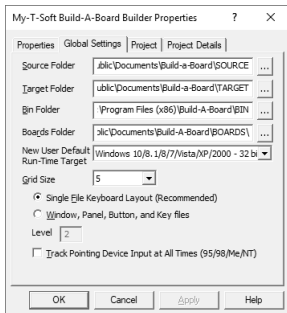 My-T-Soft Build-A-Board Builder Properties ? ×
Properties Global Settings Project Project Details
Source Folder ublic\Documents\Build-a-Board\SOURCE ...
Target Folder ublic\Documents\Build-A-Board\TARGET ...
Bin Folder \Program Files (x86)\Build-A-Board\BIN ...
Boards Folder blic\Documents\Build-A-Board\BOARDS\ ...
New User Default
Run-Time Target Windows 10/8.1/8/7/Vista/XP/2000 - 32 bi
Grid Size 5
Single File Keyboard Layout (Recommended)
Window, Panel, Button, and Key files
Level 2
Track Pointing Device Input at All Times (95/98/Me/NT)
OK Cancel Apply Help